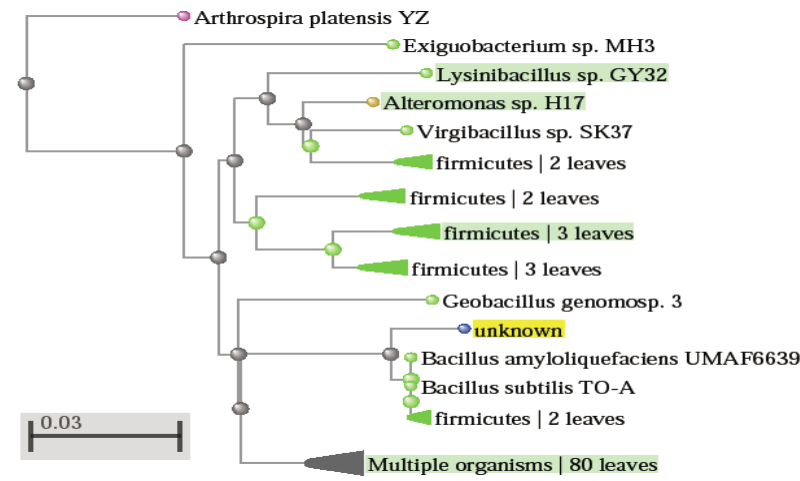 Arthrospira platensis YZ
Exiguobacterium sp. MH3
Lysinibacillus sp. GY32
Alteromonas sp. H17
Virgibacillus sp. SK37
firmicutes | 2 leaves
firmicutes | 2 leaves
firmicutes | 3 leaves
firmicutes | 3 leaves
Geobacillus genomosp. 3
unknown
Bacillus amyloliquefaciens UMAF6639
Bacillus subtilis TO-A
firmicutes | 2 leaves
0.03
Multiple organisms | 80 leaves